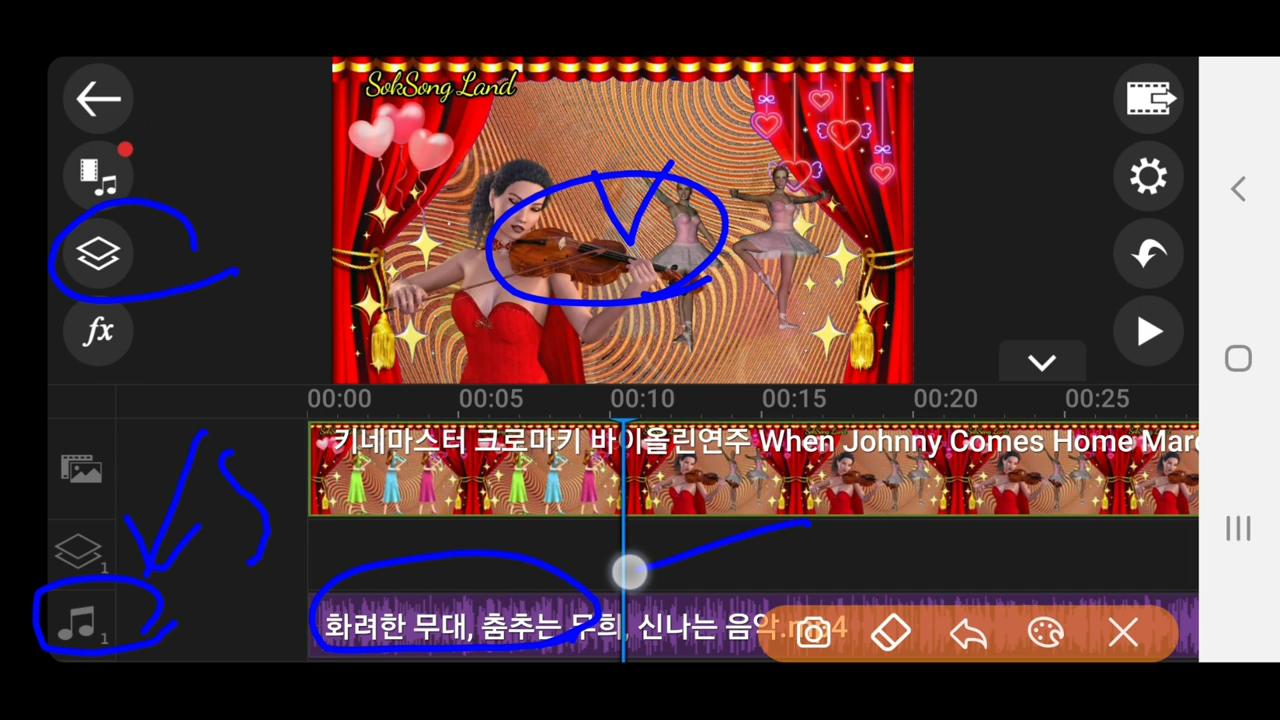 SokSong Land
fx
00:00 00:05 00:10 00:15 00:20 00:25
키네마스터 크로마키 바이올린연주 When Johnny Comes Home Marc
1
화려한 무대, 춤추는 무희, 신나는 음악.mp4
1